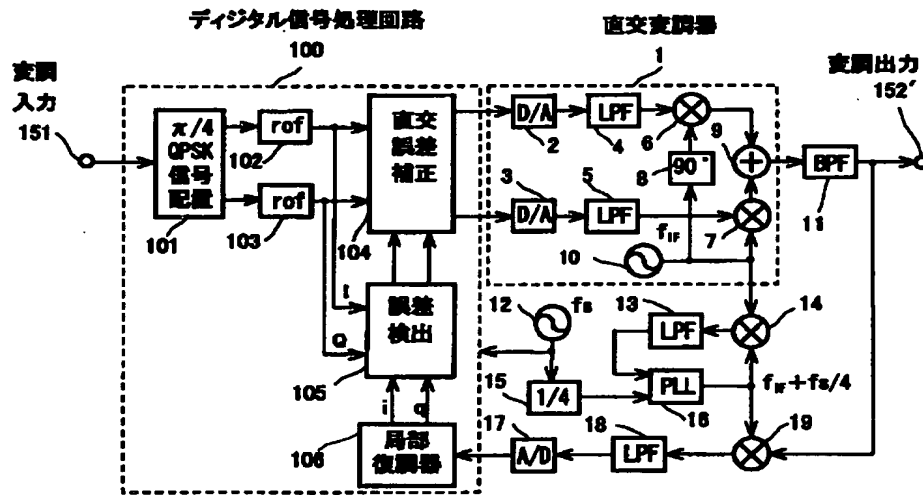 ディジタル信号処理回路
100
直交変調器
1
変調
入力
151
変調出力
152'
π/4
QPSK
信号
配置
101
rof
102
rof
103
直交
誤差
補正
104
D/A
2
LPF
4
6
9
D/A
3
LPF
5
90°
8
7
BPF
11
fIF
10
I
Q
誤差
検出
105
12
fs
13
LPF
14
15
1/4
PLL
16
fIF+fs/4
i
q
106
局部
復調器
17
A/D
18
LPF
19